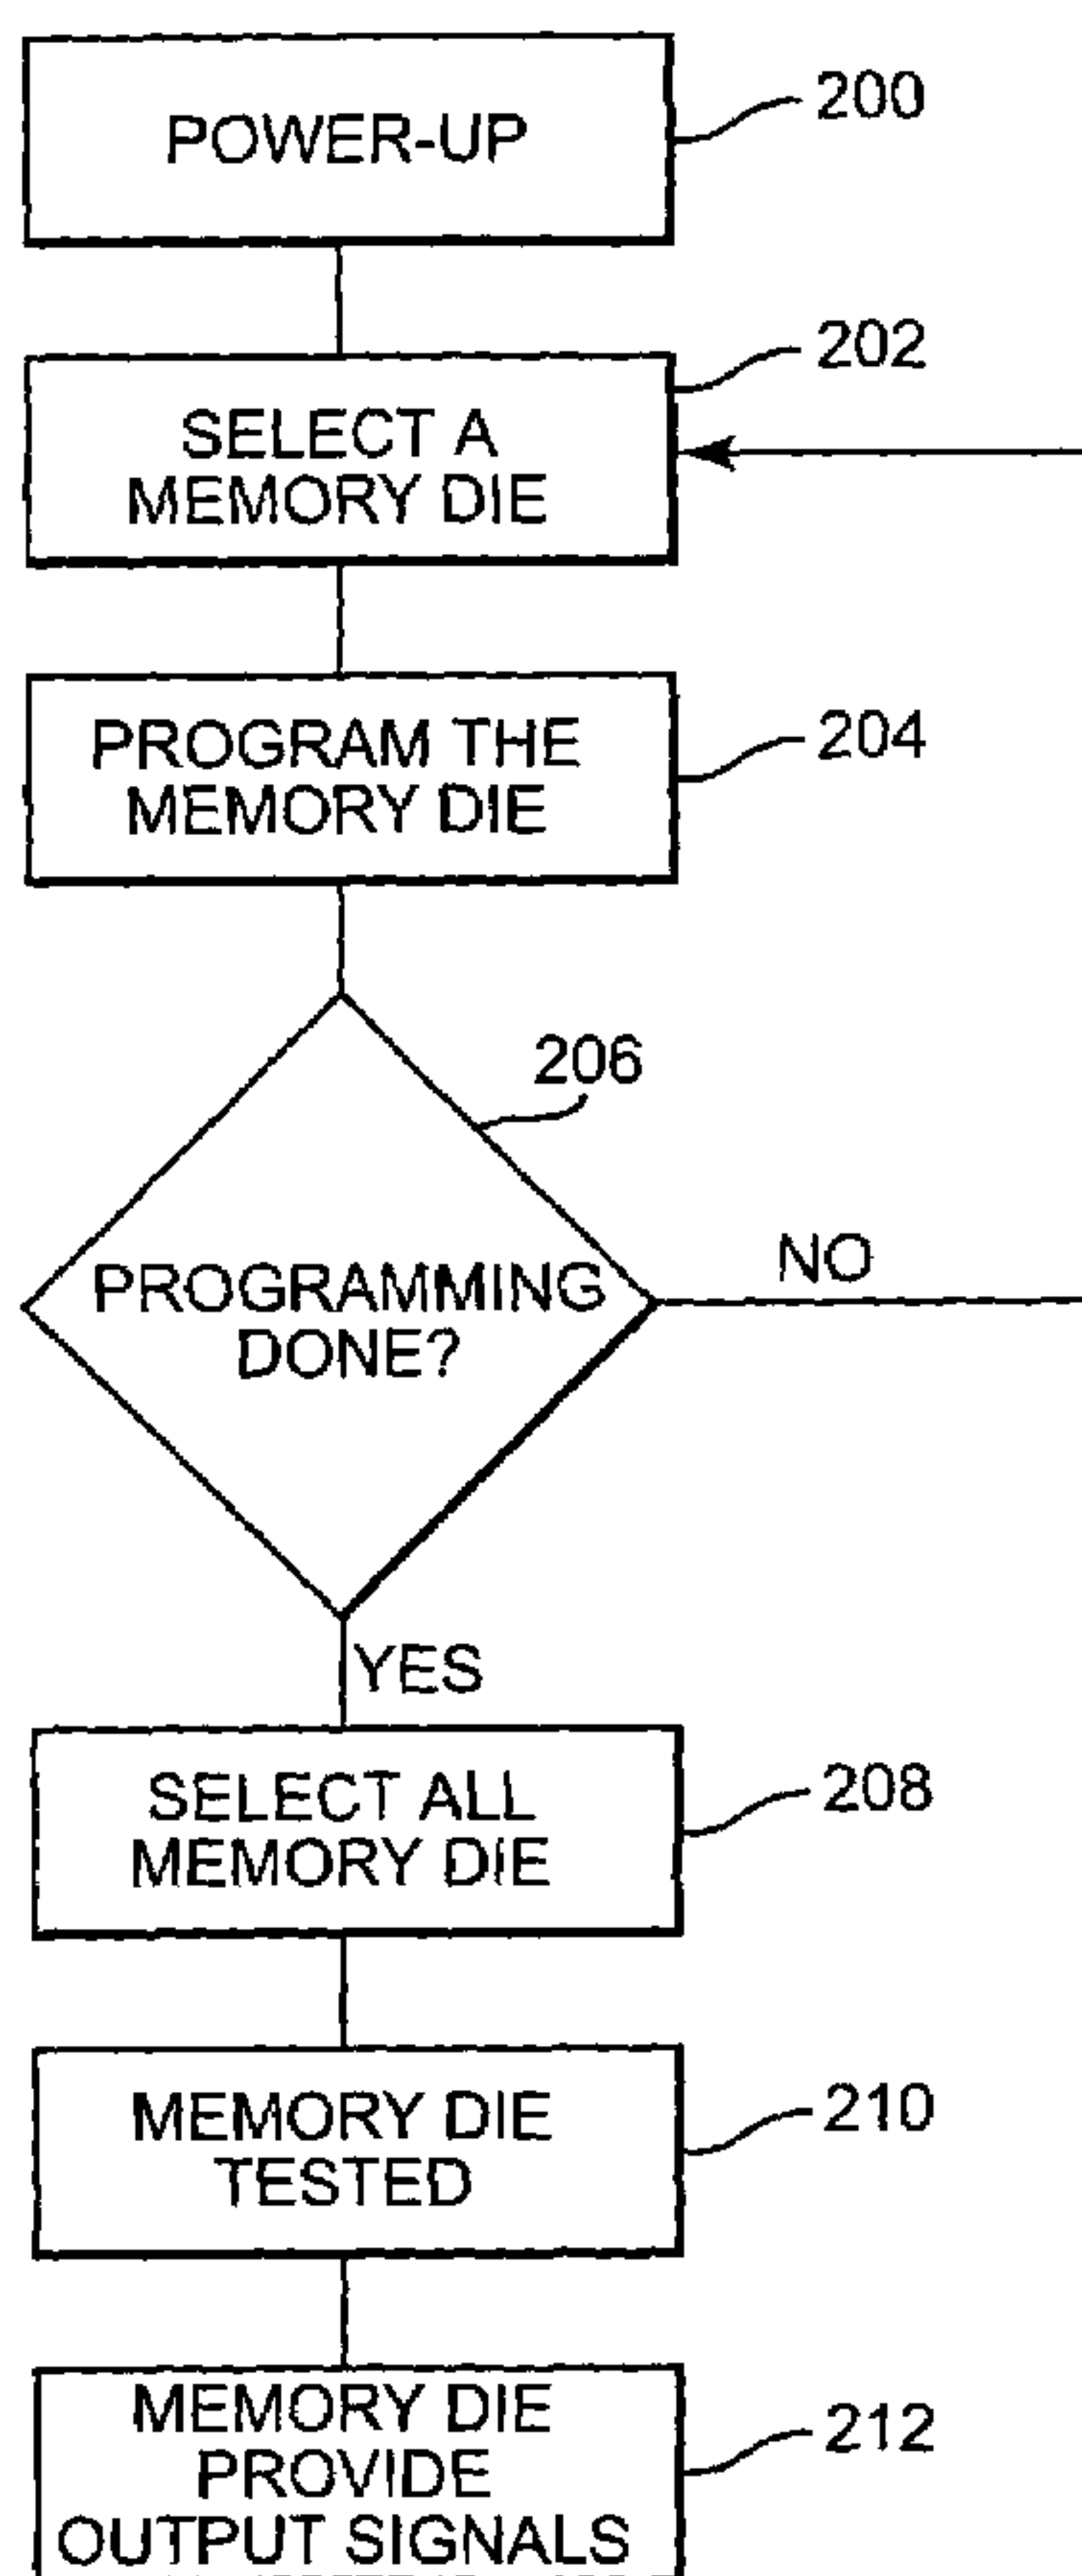 POWER-UP
200
202
SELECT A
MEMORY DIE
204
PROGRAM THE
MEMORY DIE
206
PROGRAMMING
DONE?
NO
YES
SELECT ALL
MEMORY DIE
208
MEMORY DIE
TESTED
210
MEMORY DIE
PROVIDE
OUTPUT SIGNALS
212